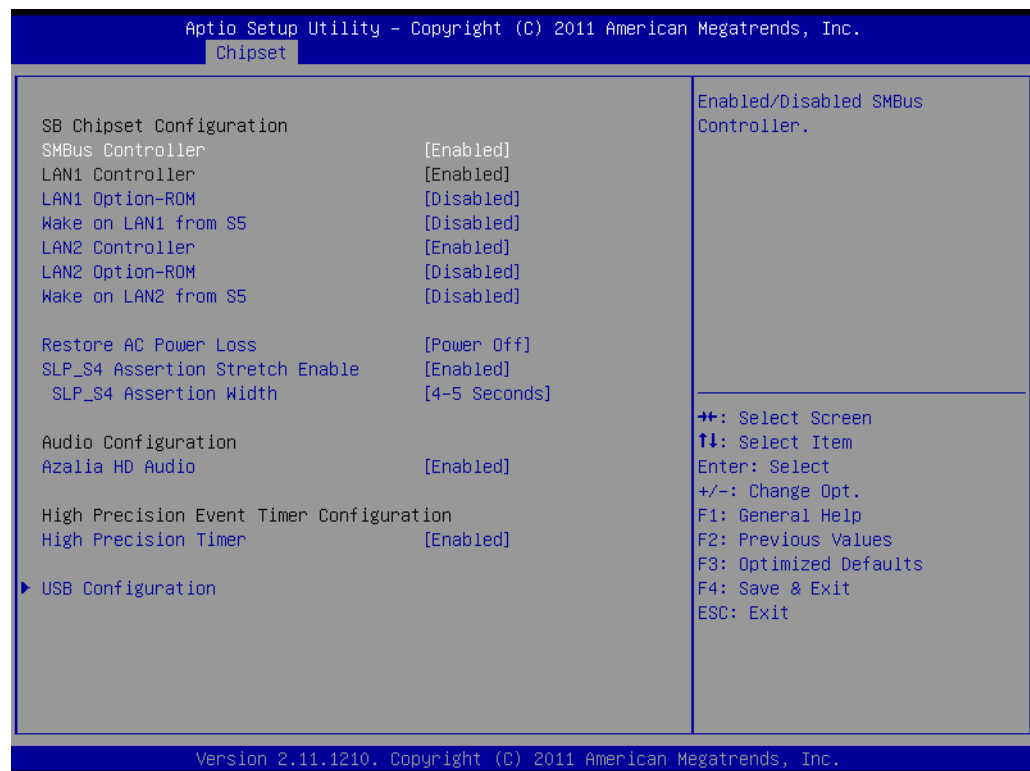 Aptio Setup Utility – Copyright (C) 2011 American Megatrends, Inc.
Chipset
SB Chipset Configuration
SMBus Controller [Enabled]
LAN1 Controller [Enabled]
LAN1 Option-ROM [Disabled]
Wake on LAN1 from S5 [Disabled]
LAN2 Controller [Enabled]
LAN2 Option-ROM [Disabled]
Wake on LAN2 from S5 [Disabled]
Restore AC Power Loss [Power Off]
SLP_S4 Assertion Stretch Enable [Enabled]
SLP_S4 Assertion Width [4-5 Seconds]
Audio Configuration
Azalia HD Audio [Enabled]
High Precision Event Timer Configuration
High Precision Timer [Enabled]
USB Configuration
Enabled/Disabled SMBus
Controller.
→←: Select Screen
↑↓: Select Item
Enter: Select
+/-: Change Opt.
F1: General Help
F2: Previous Values
F3: Optimized Defaults
F4: Save & Exit
ESC: Exit
Version 2.11.1210. Copyright (C) 2011 American Megatrends, Inc.